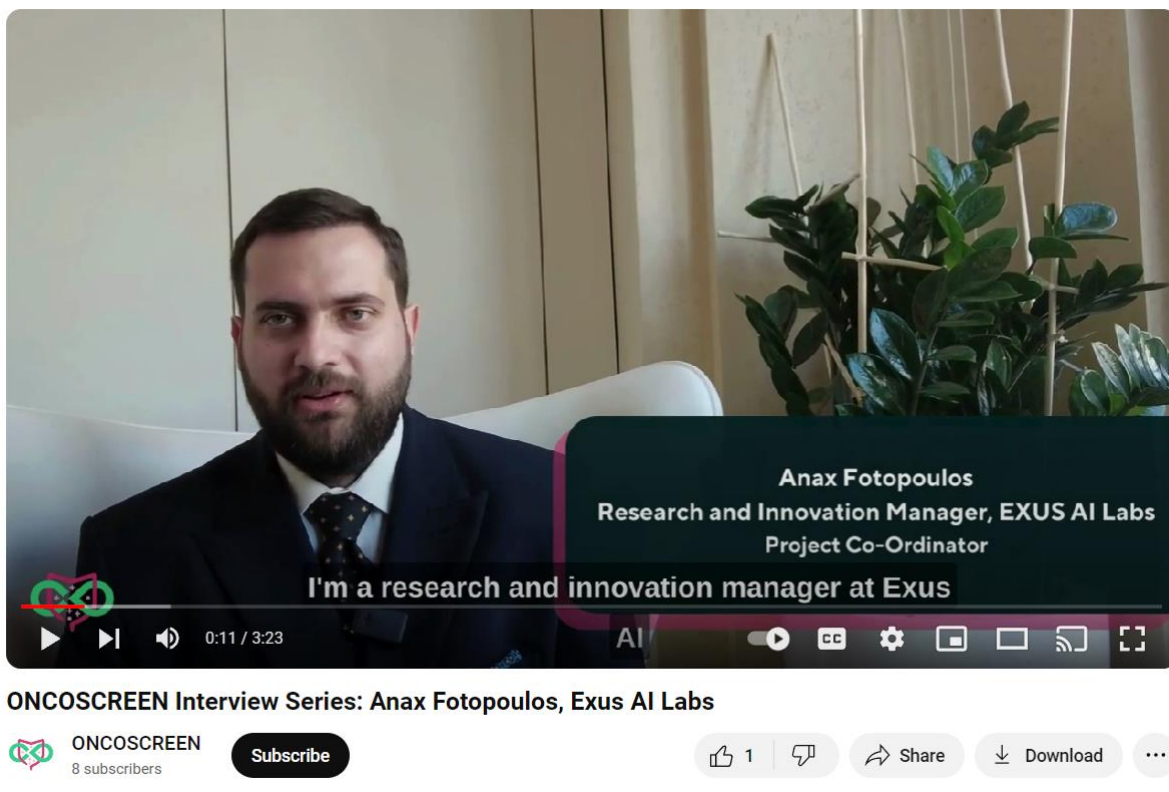 Anax Fotopoulos
Research and Innovation Manager, EXUS AI Labs
Project Co-Ordinator
I'm a research and innovation manager at Exus
AI
0:11 / 3:23
CC
ONCOSCREEN Interview Series: Anax Fotopoulos, Exus AI Labs
ONCOSCREEN
8 subscribers
Subscribe
1
Share
Download